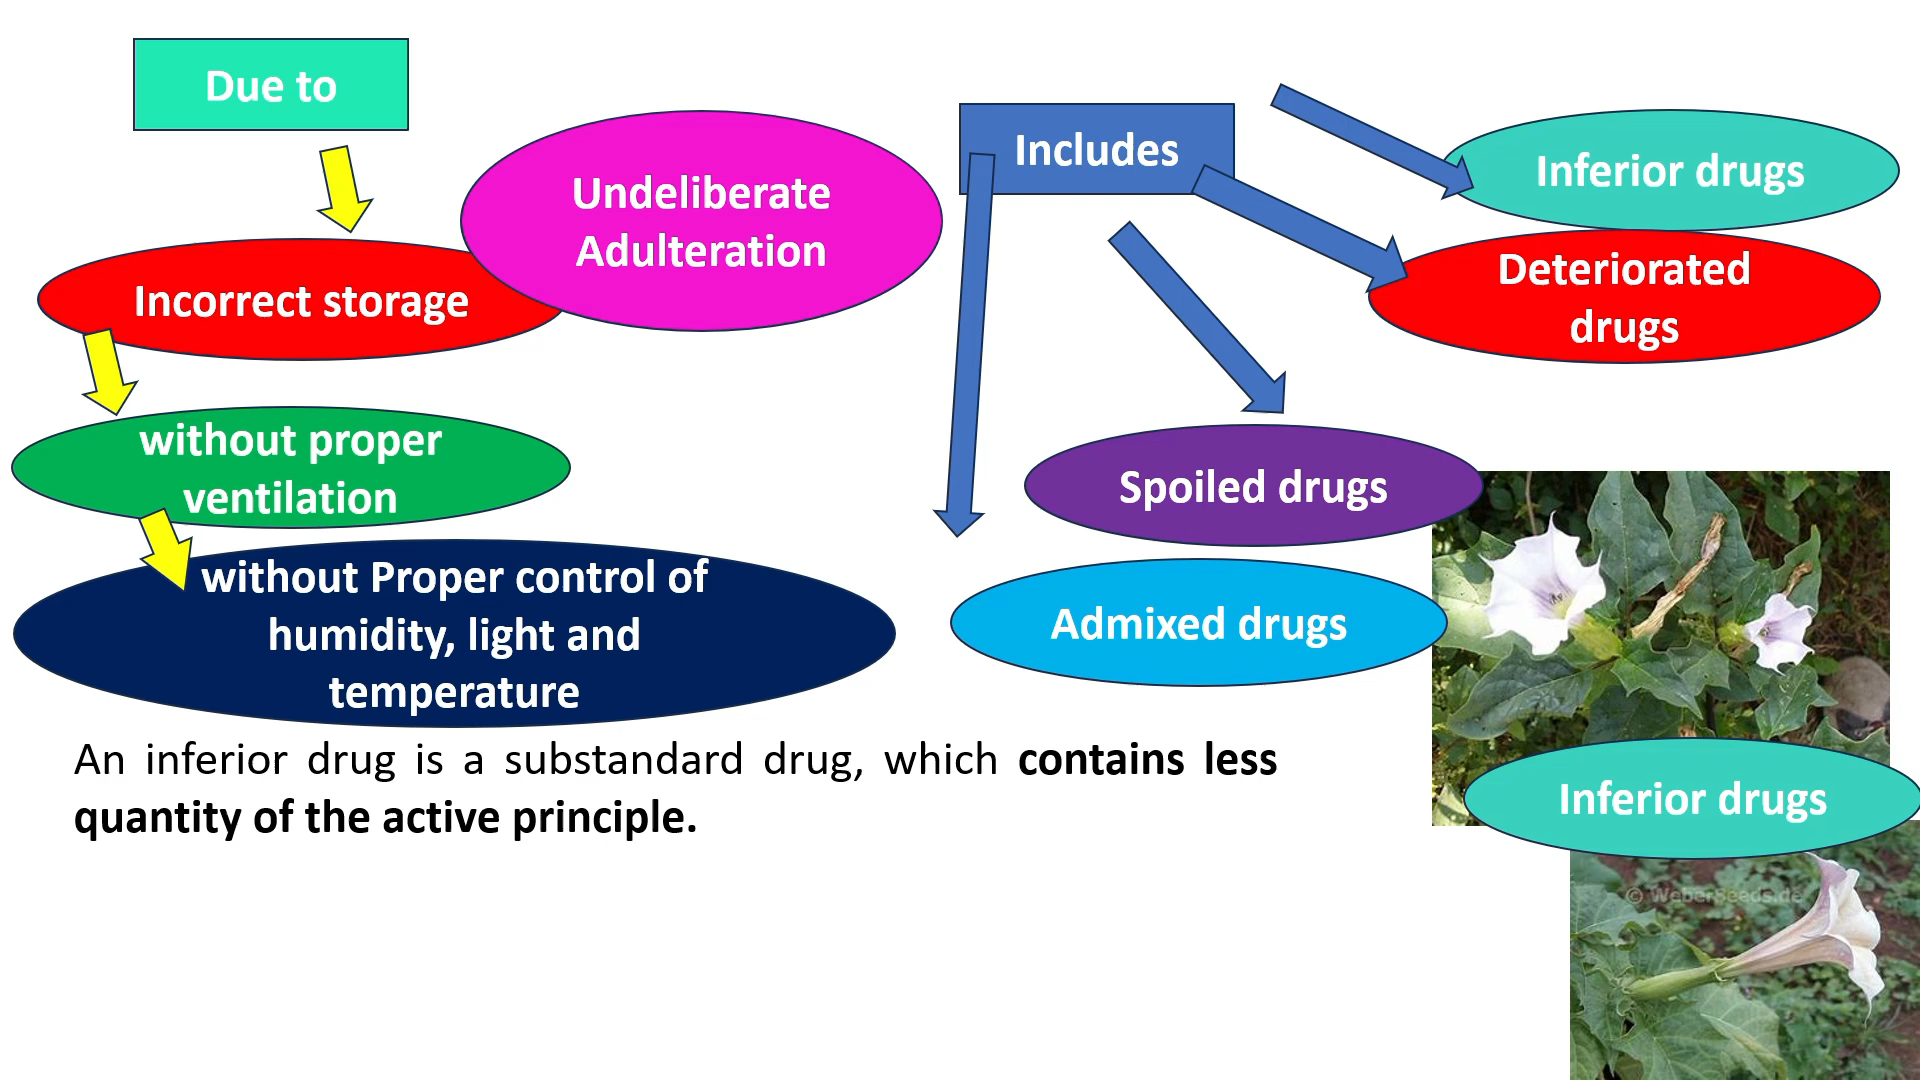 Due to
Undeliberate
Adulteration
Incorrect storage
without proper
ventilation
without Proper control of
humidity, light and
temperature
Includes
Inferior drugs
Deteriorated
drugs
Spoiled drugs
Admixed drugs
An inferior drug is a substandard drug, which contains less
quantity of the active principle.
Inferior drugs
© WeberSeeds.de